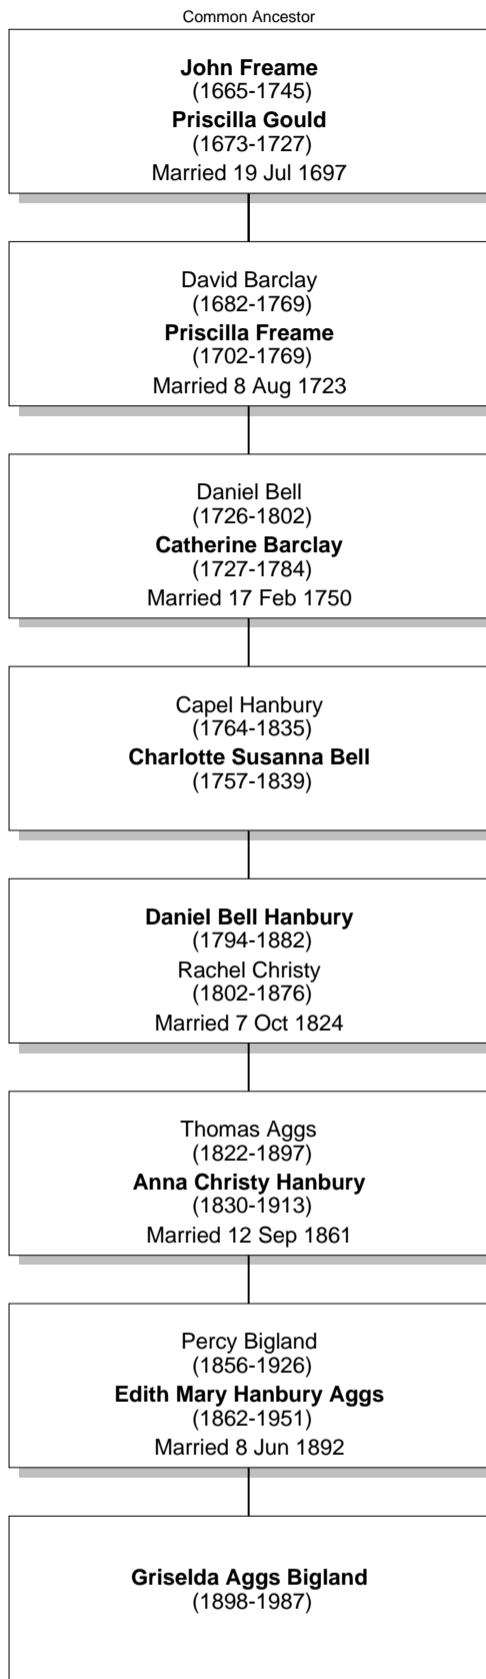 Common Ancestor
John Freame
(1665-1745)
Priscilla Gould
(1673-1727)
Married 19 Jul 1697
David Barclay
(1682-1769)
Priscilla Freame
(1702-1769)
Married 8 Aug 1723
Daniel Bell
(1726-1802)
Catherine Barclay
(1727-1784)
Married 17 Feb 1750
Capel Hanbury
(1764-1835)
Charlotte Susanna Bell
(1757-1839)
Daniel Bell Hanbury
(1794-1882)
Rachel Christy
(1802-1876)
Married 7 Oct 1824
Thomas Aggs
(1822-1897)
Anna Christy Hanbury
(1830-1913)
Married 12 Sep 1861
Percy Bigland
(1856-1926)
Edith Mary Hanbury Aggs
(1862-1951)
Married 8 Jun 1892
Griselda Aggs Bigland
(1898-1987)